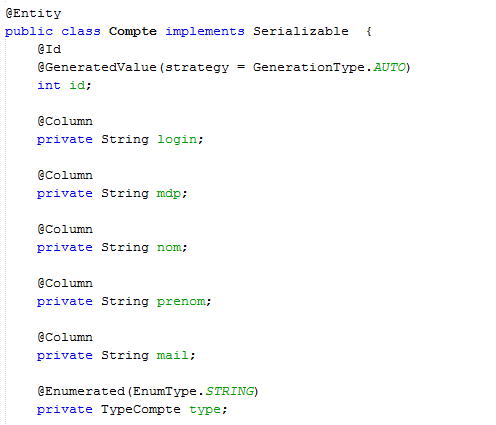 @Entity
public class Compte implements Serializable  {
    @Id
    @GeneratedValue(strategy = GenerationType.AUTO)
    int id;

    @Column
    private String login;

    @Column
    private String mdp;

    @Column
    private String nom;

    @Column
    private String prenom;

    @Column
    private String mail;

    @Enumerated(EnumType.STRING)
    private TypeCompte type;